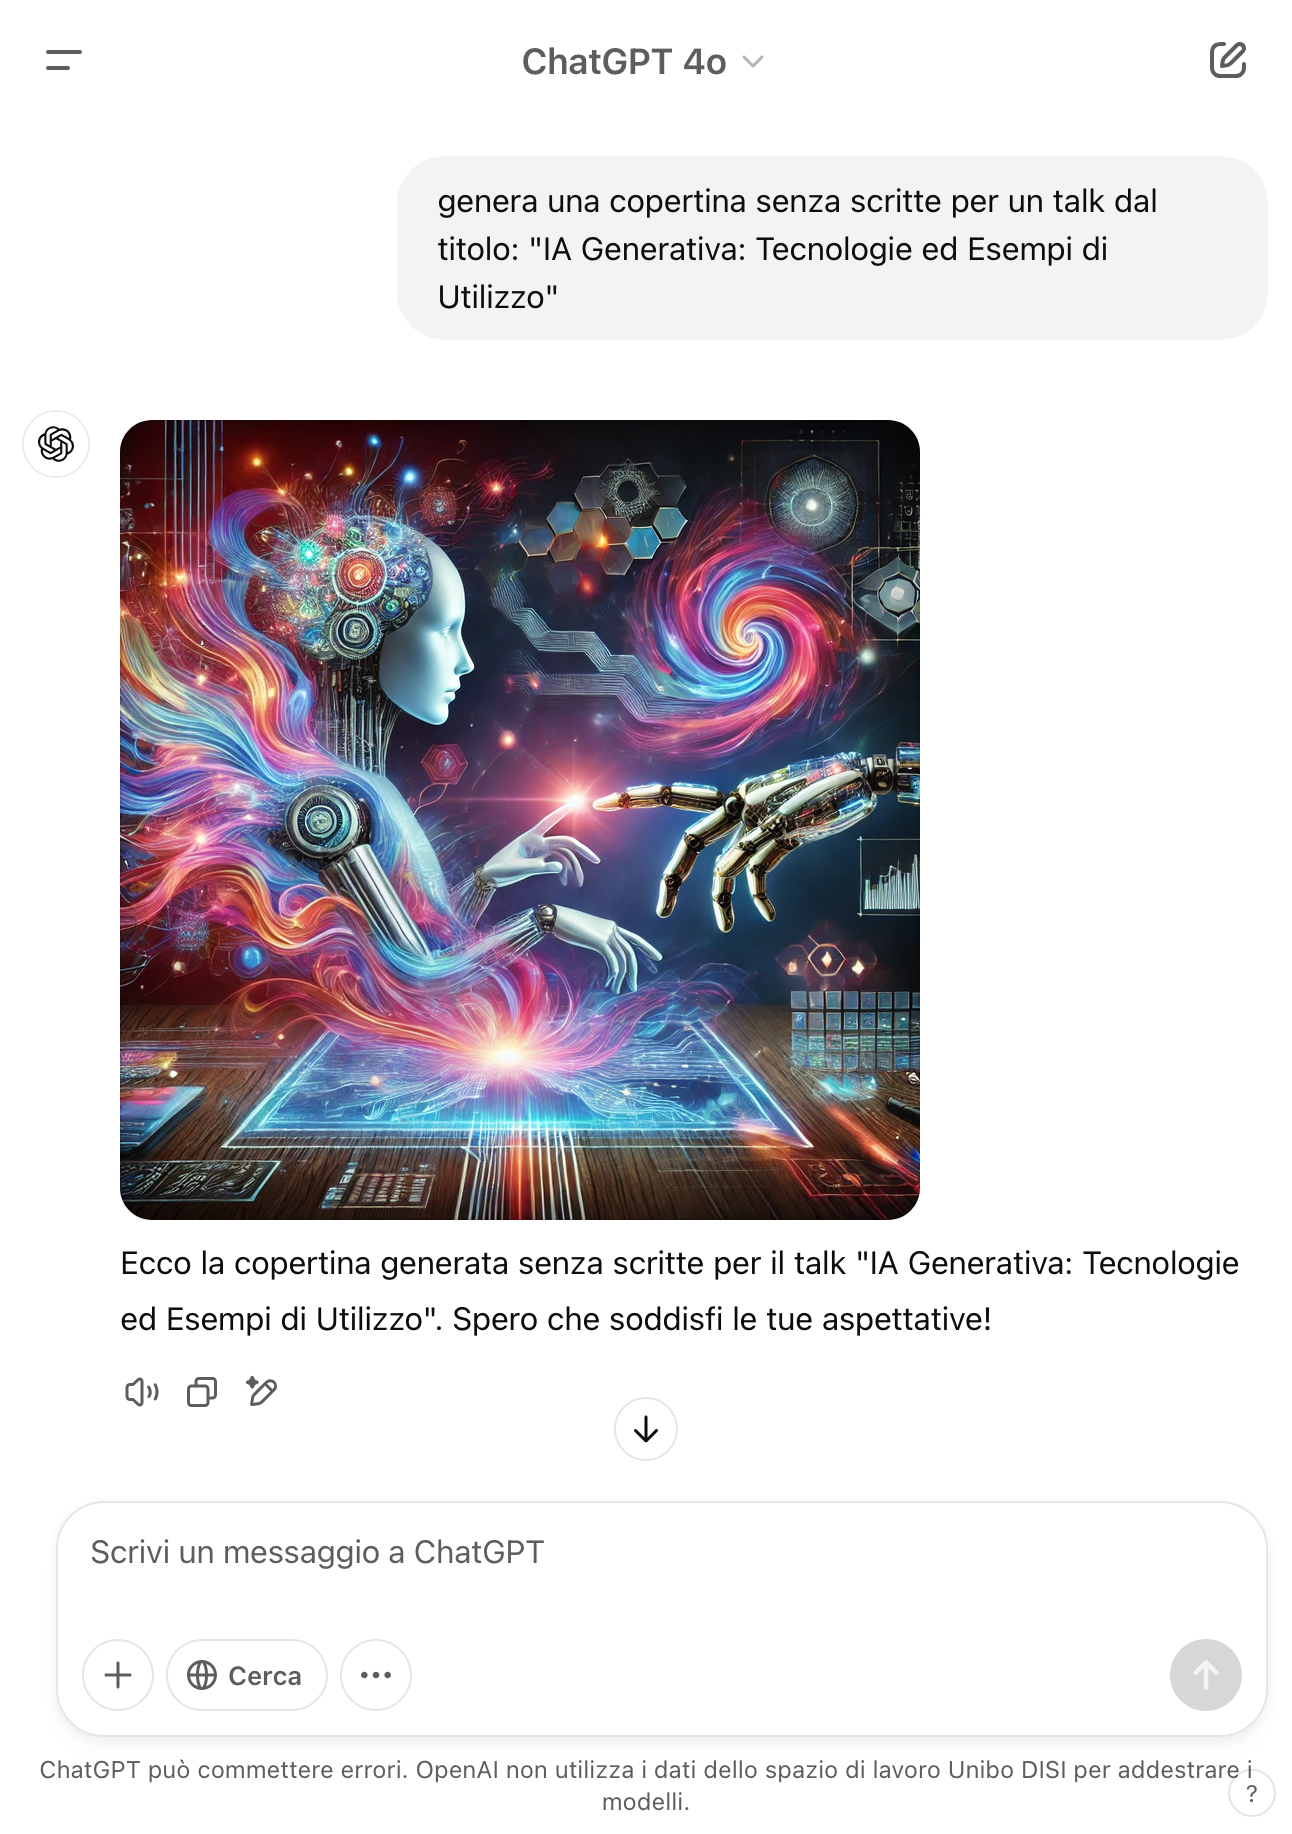 ChatGPT 4o
genera una copertina senza scritte per un talk dal
titolo: "IA Generativa: Tecnologie ed Esempi di
Utilizzo"
Ecco la copertina generata senza scritte per il talk "IA Generativa: Tecnologie
ed Esempi di Utilizzo". Spero che soddisfi le tue aspettative!
Scrivi un messaggio a ChatGPT
Cerca
ChatGPT può commettere errori. OpenAI non utilizza i dati dello spazio di lavoro Unibo DISI per addestrare i
modelli.
?